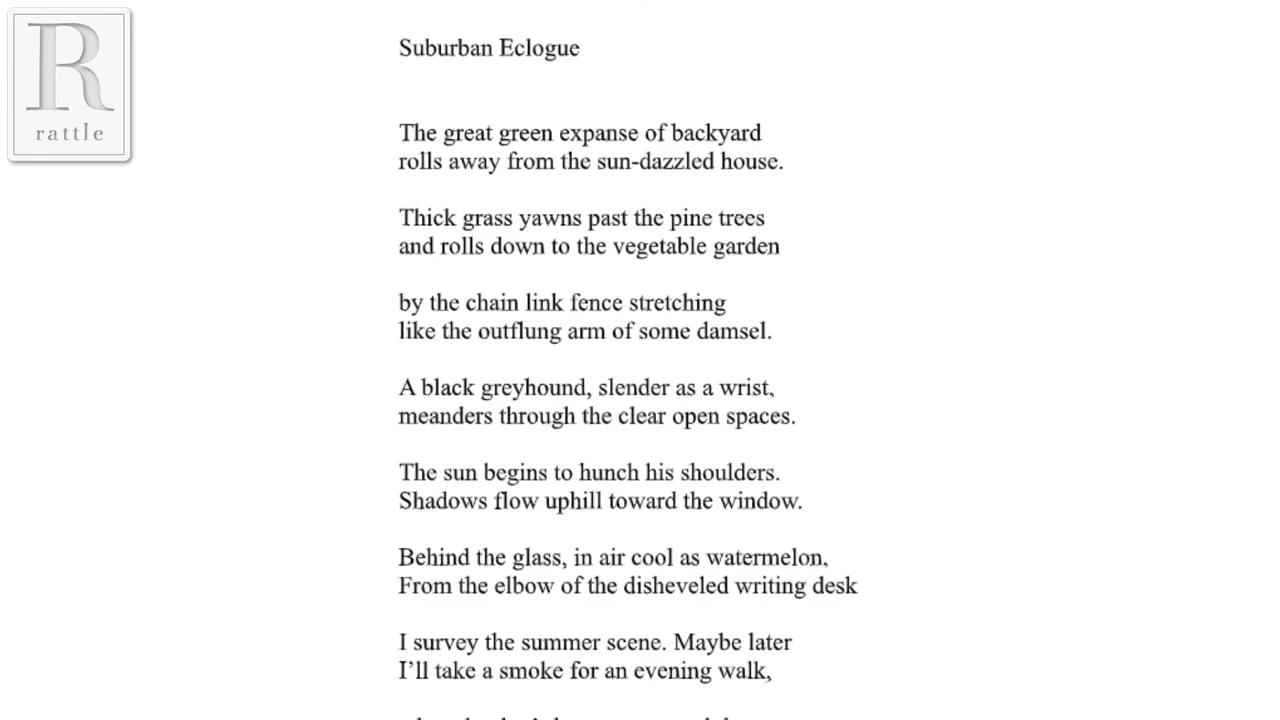 R
rattle
Suburban Eclogue
The great green expanse of backyard
rolls away from the sun-dazzled house.
Thick grass yawns past the pine trees
and rolls down to the vegetable garden
by the chain link fence stretching
like the outflung arm of some damsel.
A black greyhound, slender as a wrist,
meanders through the clear open spaces.
The sun begins to hunch his shoulders.
Shadows flow uphill toward the window.
Behind the glass, in air cool as watermelon,
From the elbow of the disheveled writing desk
I survey the summer scene. Maybe later
I’ll take a smoke for an evening walk,